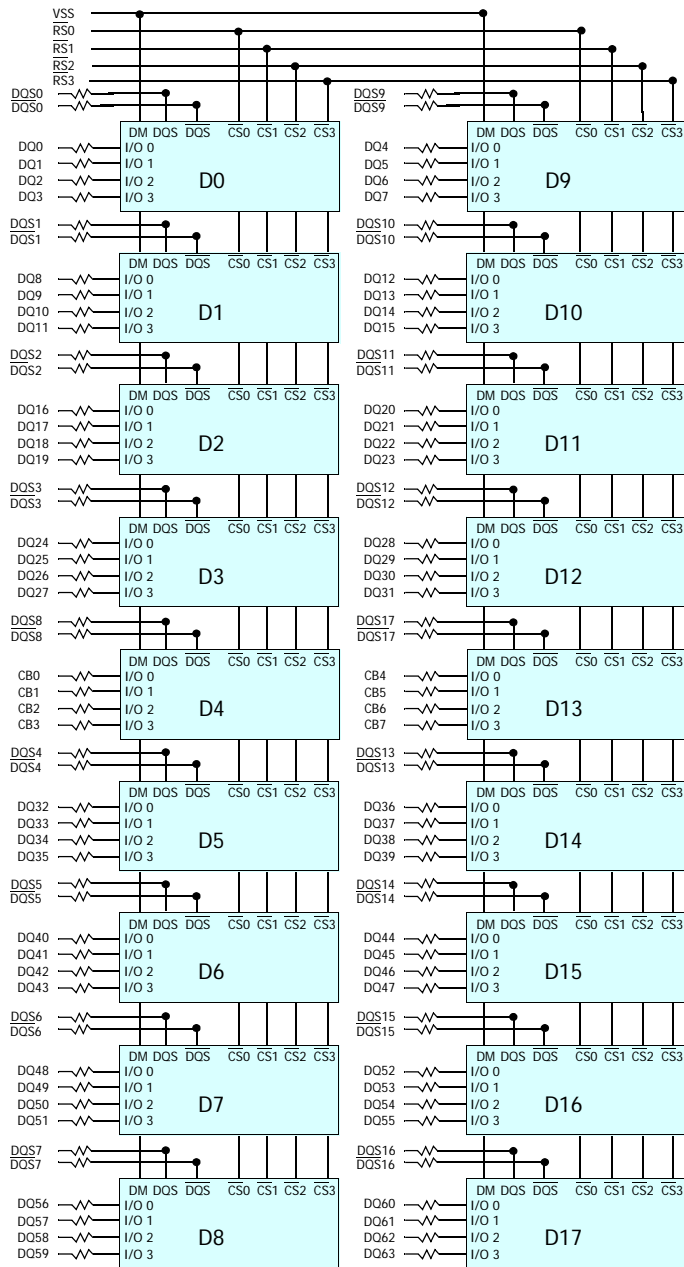 VSS
RS0
RS1
RS2
RS3
DQS0
DQS0
DM DQS DQS CS0 CS1 CS2 CS3
DQ0 I/O 0
DQ1 I/O 1
DQ2 I/O 2
DQ3 I/O 3
D0
DQS9
DQS9
DM DQS DQS CS0 CS1 CS2 CS3
DQ4 I/O 0
DQ5 I/O 1
DQ6 I/O 2
DQ7 I/O 3
D9
DQS1
DQS1
DM DQS DQS CS0 CS1 CS2 CS3
DQ8 I/O 0
DQ9 I/O 1
DQ10 I/O 2
DQ11 I/O 3
D1
DQS10
DQS10
DM DQS DQS CS0 CS1 CS2 CS3
DQ12 I/O 0
DQ13 I/O 1
DQ14 I/O 2
DQ15 I/O 3
D10
DQS2
DQS2
DM DQS DQS CS0 CS1 CS2 CS3
DQ16 I/O 0
DQ17 I/O 1
DQ18 I/O 2
DQ19 I/O 3
D2
DQS11
DQS11
DM DQS DQS CS0 CS1 CS2 CS3
DQ20 I/O 0
DQ21 I/O 1
DQ22 I/O 2
DQ23 I/O 3
D11
DQS3
DQS3
DM DQS DQS CS0 CS1 CS2 CS3
DQ24 I/O 0
DQ25 I/O 1
DQ26 I/O 2
DQ27 I/O 3
D3
DQS12
DQS12
DM DQS DQS CS0 CS1 CS2 CS3
DQ28 I/O 0
DQ29 I/O 1
DQ30 I/O 2
DQ31 I/O 3
D12
DQS8
DQS8
DM DQS DQS CS0 CS1 CS2 CS3
CB0 I/O 0
CB1 I/O 1
CB2 I/O 2
CB3 I/O 3
D4
DQS17
DQS17
DM DQS DQS CS0 CS1 CS2 CS3
CB4 I/O 0
CB5 I/O 1
CB6 I/O 2
CB7 I/O 3
D13
DQS4
DQS4
DM DQS DQS CS0 CS1 CS2 CS3
DQ32 I/O 0
DQ33 I/O 1
DQ34 I/O 2
DQ35 I/O 3
D5
DQS13
DQS13
DM DQS DQS CS0 CS1 CS2 CS3
DQ36 I/O 0
DQ37 I/O 1
DQ38 I/O 2
DQ39 I/O 3
D14
DQS5
DQS5
DM DQS DQS CS0 CS1 CS2 CS3
DQ40 I/O 0
DQ41 I/O 1
DQ42 I/O 2
DQ43 I/O 3
D6
DQS14
DQS14
DM DQS DQS CS0 CS1 CS2 CS3
DQ44 I/O 0
DQ45 I/O 1
DQ46 I/O 2
DQ47 I/O 3
D15
DQS6
DQS6
DM DQS DQS CS0 CS1 CS2 CS3
DQ48 I/O 0
DQ49 I/O 1
DQ50 I/O 2
DQ51 I/O 3
D7
DQS15
DQS15
DM DQS DQS CS0 CS1 CS2 CS3
DQ52 I/O 0
DQ53 I/O 1
DQ54 I/O 2
DQ55 I/O 3
D16
DQS7
DQS7
DM DQS DQS CS0 CS1 CS2 CS3
DQ56 I/O 0
DQ57 I/O 1
DQ58 I/O 2
DQ59 I/O 3
D8
DQS16
DQS16
DM DQS DQS CS0 CS1 CS2 CS3
DQ60 I/O 0
DQ61 I/O 1
DQ62 I/O 2
DQ63 I/O 3
D17